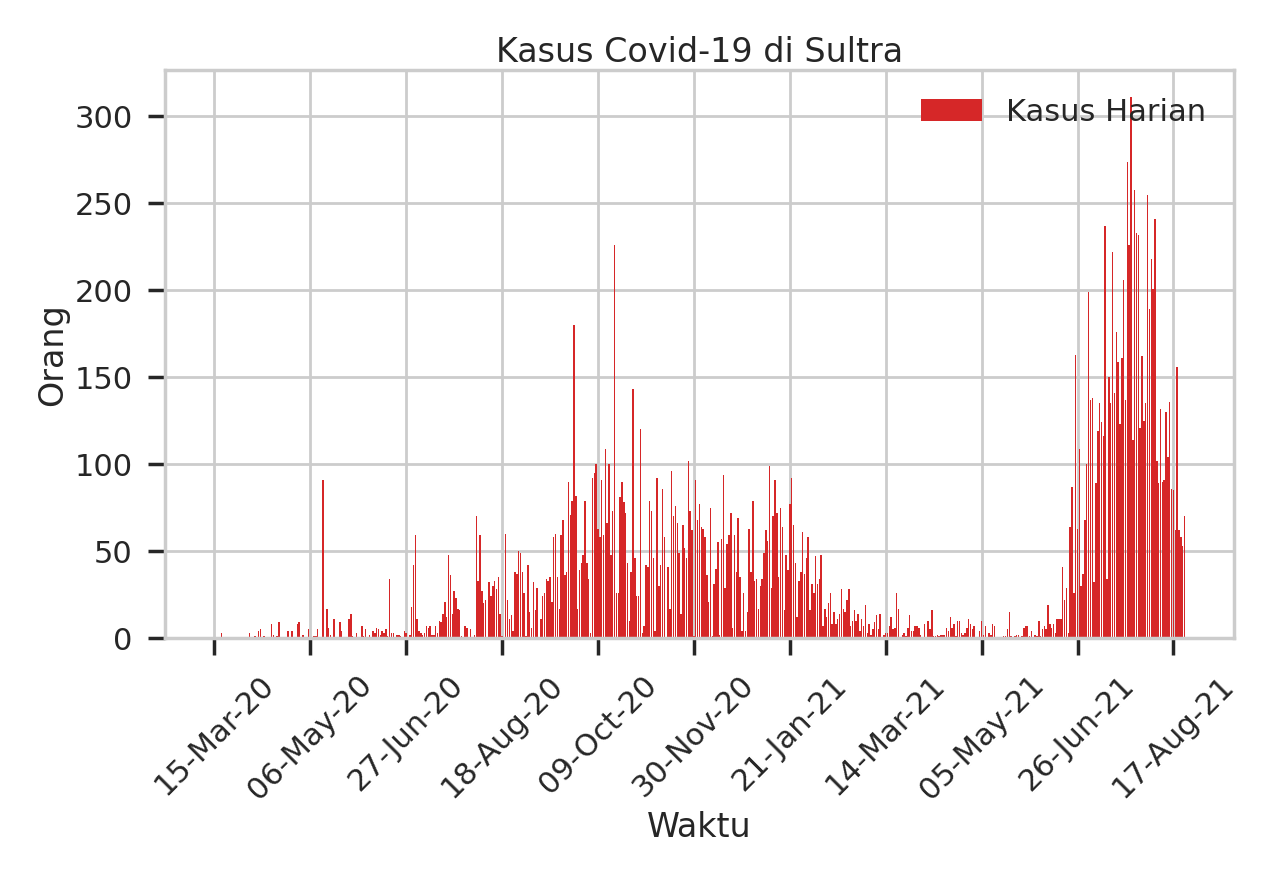 Kasus Covid-19 di Sultra
Kasus Harian
Orang
300
250
200
150
100
50
0
15-Mar-20
06-May-20
27-Jun-20
18-Aug-20
09-Oct-20
30-Nov-20
21-Jan-21
14-Mar-21
05-May-21
26-Jun-21
17-Aug-21
Waktu